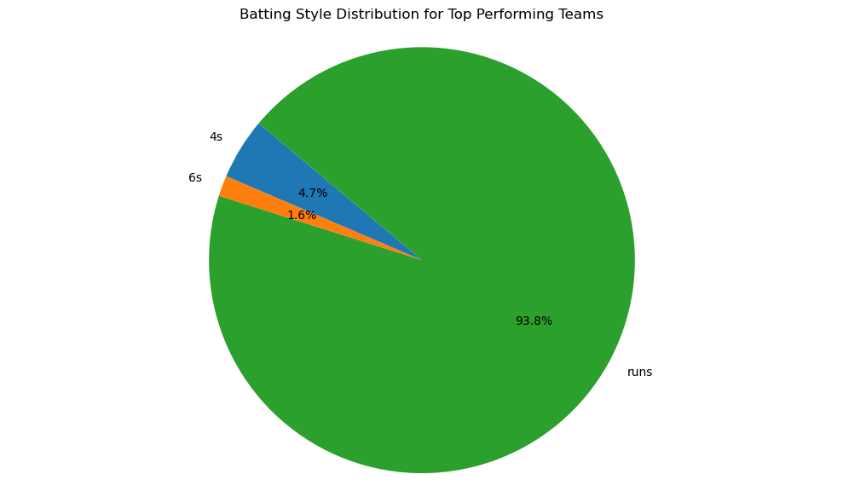 Batting Style Distribution for Top Performing Teams
4s
6s
4.7%
1.6%
93.8%
runs